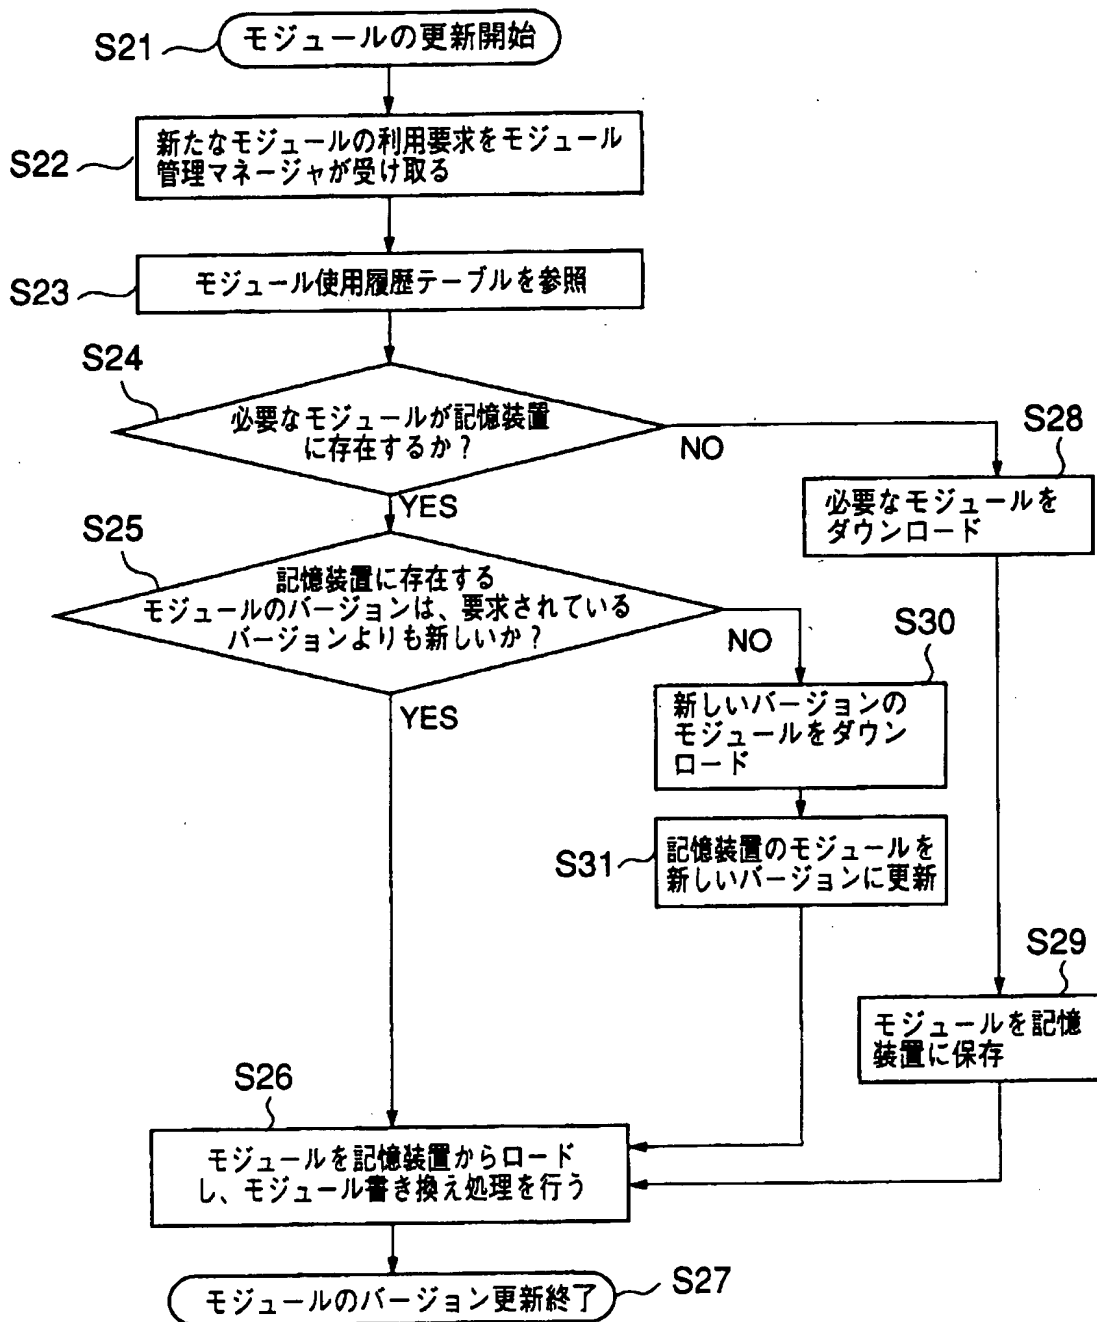 S21
モジュールの更新開始
S22
新たなモジュールの利用要求をモジュール
管理マネージャが受け取る
S23
モジュール使用履歴テーブルを参照
S24
必要なモジュールが記憶装置
に存在するか？
NO
YES
S28
必要なモジュールを
ダウンロード
S25
記憶装置に存在する
モジュールのバージョンは、要求されている
バージョンよりも新しいか？
NO
YES
S30
新しいバージョンの
モジュールをダウン
ロード
S31
記憶装置のモジュールを
新しいバージョンに更新
S29
モジュールを記憶
装置に保存
S26
モジュールを記憶装置からロード
し、モジュール書き換え処理を行う
モジュールのバージョン更新終了
S27